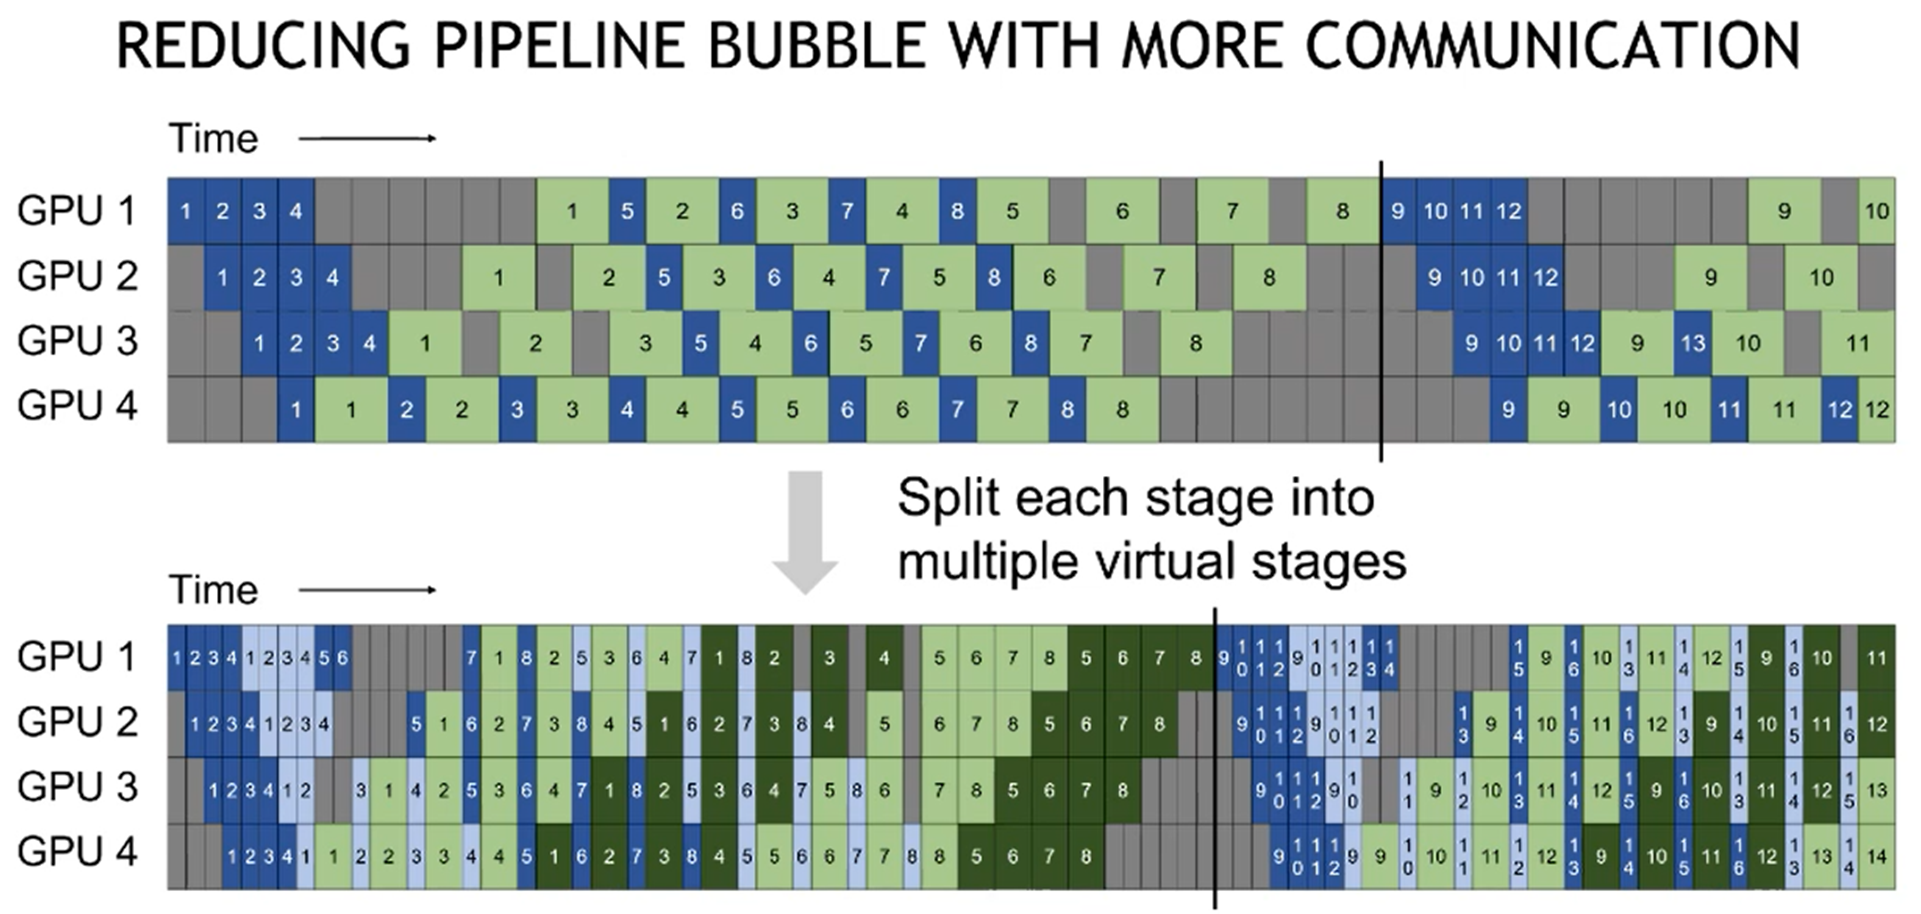 REDUCING PIPELINE BUBBLE WITH MORE COMMUNICATION
Time
GPU 1 1 2 3 4 1 5 2 6 3 7 4 8 5 6 7 8 9 10 11 12 9 10
GPU 2 1 2 3 4 1 2 5 3 6 4 7 5 8 6 7 8 9 10 11 12 9 10
GPU 3 1 2 3 4 1 2 3 5 4 6 5 7 6 8 7 8 9 10 11 12 9 13 10 11
GPU 4 1 1 2 2 3 3 4 4 5 5 6 6 7 7 8 8 9 9 10 10 11 11 12 12
Split each stage into
multiple virtual stages
Time
GPU 1 1 2 3 4 1 2 3 4 5 6 7 1 8 2 5 3 6 4 7 1 8 2 3 4 5 6 7 8 5 6 7 8 9 10 11 12 9 10 11 12 13 14 15 9 16 10 13 11 14 12 15 9 16 10 11
GPU 2 1 2 3 4 1 2 3 4 5 1 6 2 7 3 8 4 5 1 6 2 7 3 8 4 5 6 7 8 5 6 7 8 9 10 11 12 9 10 11 12 13 9 14 10 15 11 16 12 13 9 14 10 15 11 16 12
GPU 3 1 2 3 4 1 2 3 1 4 2 5 3 6 4 7 1 8 2 5 3 6 4 7 5 8 6 7 8 5 6 7 8 9 10 11 12 9 10 11 9 12 10 13 11 14 12 15 9 16 10 13 11 14 12 15 13
GPU 4 1 2 3 4 1 1 2 2 3 3 4 4 5 1 6 2 7 3 8 4 5 5 6 6 7 7 8 8 5 6 7 8 9 10 11 12 9 9 10 10 11 11 12 12 13 9 14 10 15 11 16 12 13 13 14 14